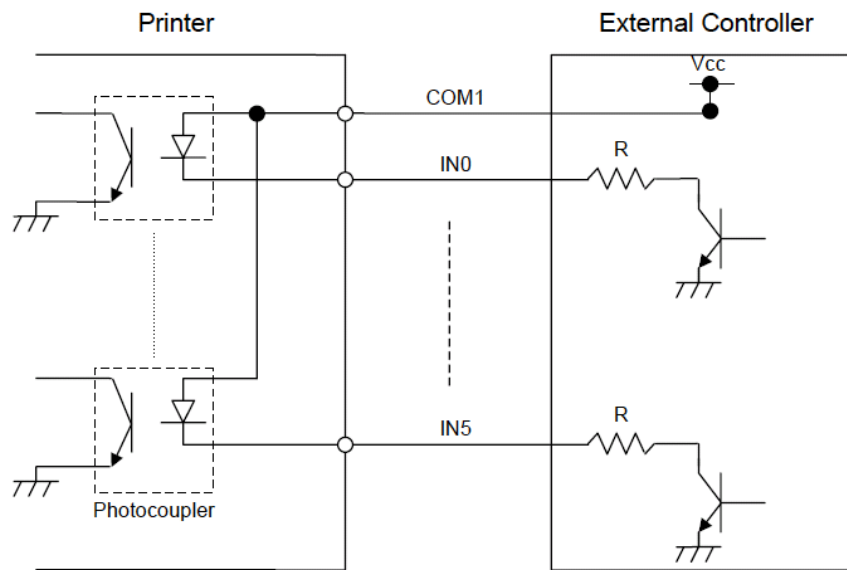 Printer
External Controller
Vcc
COM1
IN0
R
IN5
R
Photocoupler